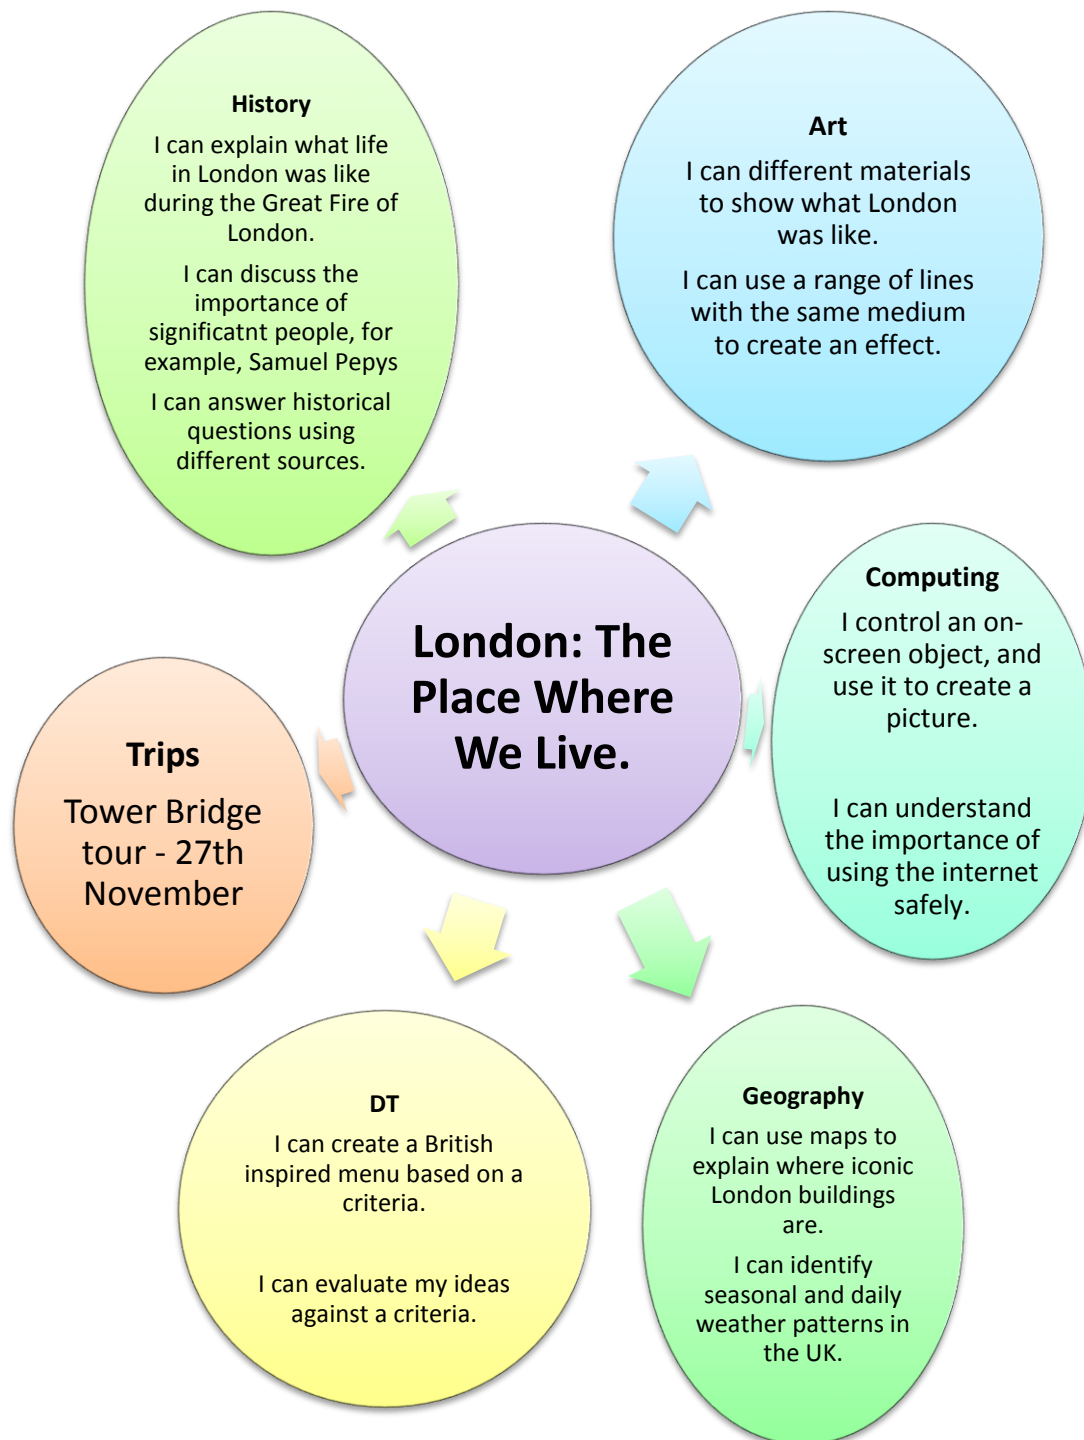 History
I can explain what life
in London was like
during the Great Fire of
London.
I can discuss the
importance of
significatnt people, for
example, Samuel Pepys
I can answer historical
questions using
different sources.
Art
I can different materials
to show what London
was like.
I can use a range of lines
with the same medium
to create an effect.
Computing
I control an on-
screen object, and
use it to create a
picture.
I can understand
the importance of
using the internet
safely.
London: The
Place Where
We Live.
Trips
Tower Bridge
tour - 27th
November
DT
I can create a British
inspired menu based on a
criteria.
I can evaluate my ideas
against a criteria.
Geography
I can use maps to
explain where iconic
London buildings
are.
I can identify
seasonal and daily
weather patterns in
the UK.